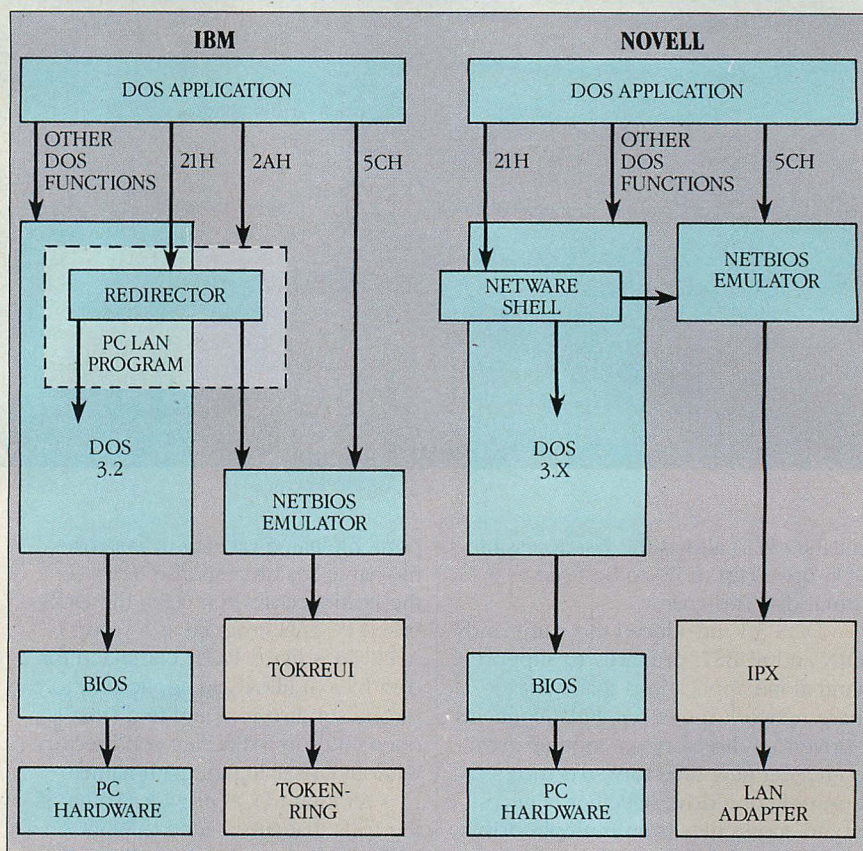 IBM
DOS APPLICATION
OTHER
DOS
FUNCTIONS
21H
2AH
5CH
REDIRECTOR
PC LAN
PROGRAM
DOS
3.2
NETBIOS
EMULATOR
BIOS
TOKREUI
PC
HARDWARE
TOKEN-
RING
NOVELL
DOS APPLICATION
21H
OTHER
DOS
FUNCTIONS
5CH
NETWARE
SHELL
NETBIOS
EMULATOR
DOS
3.X
BIOS
IPX
PC
HARDWARE
LAN
ADAPTER